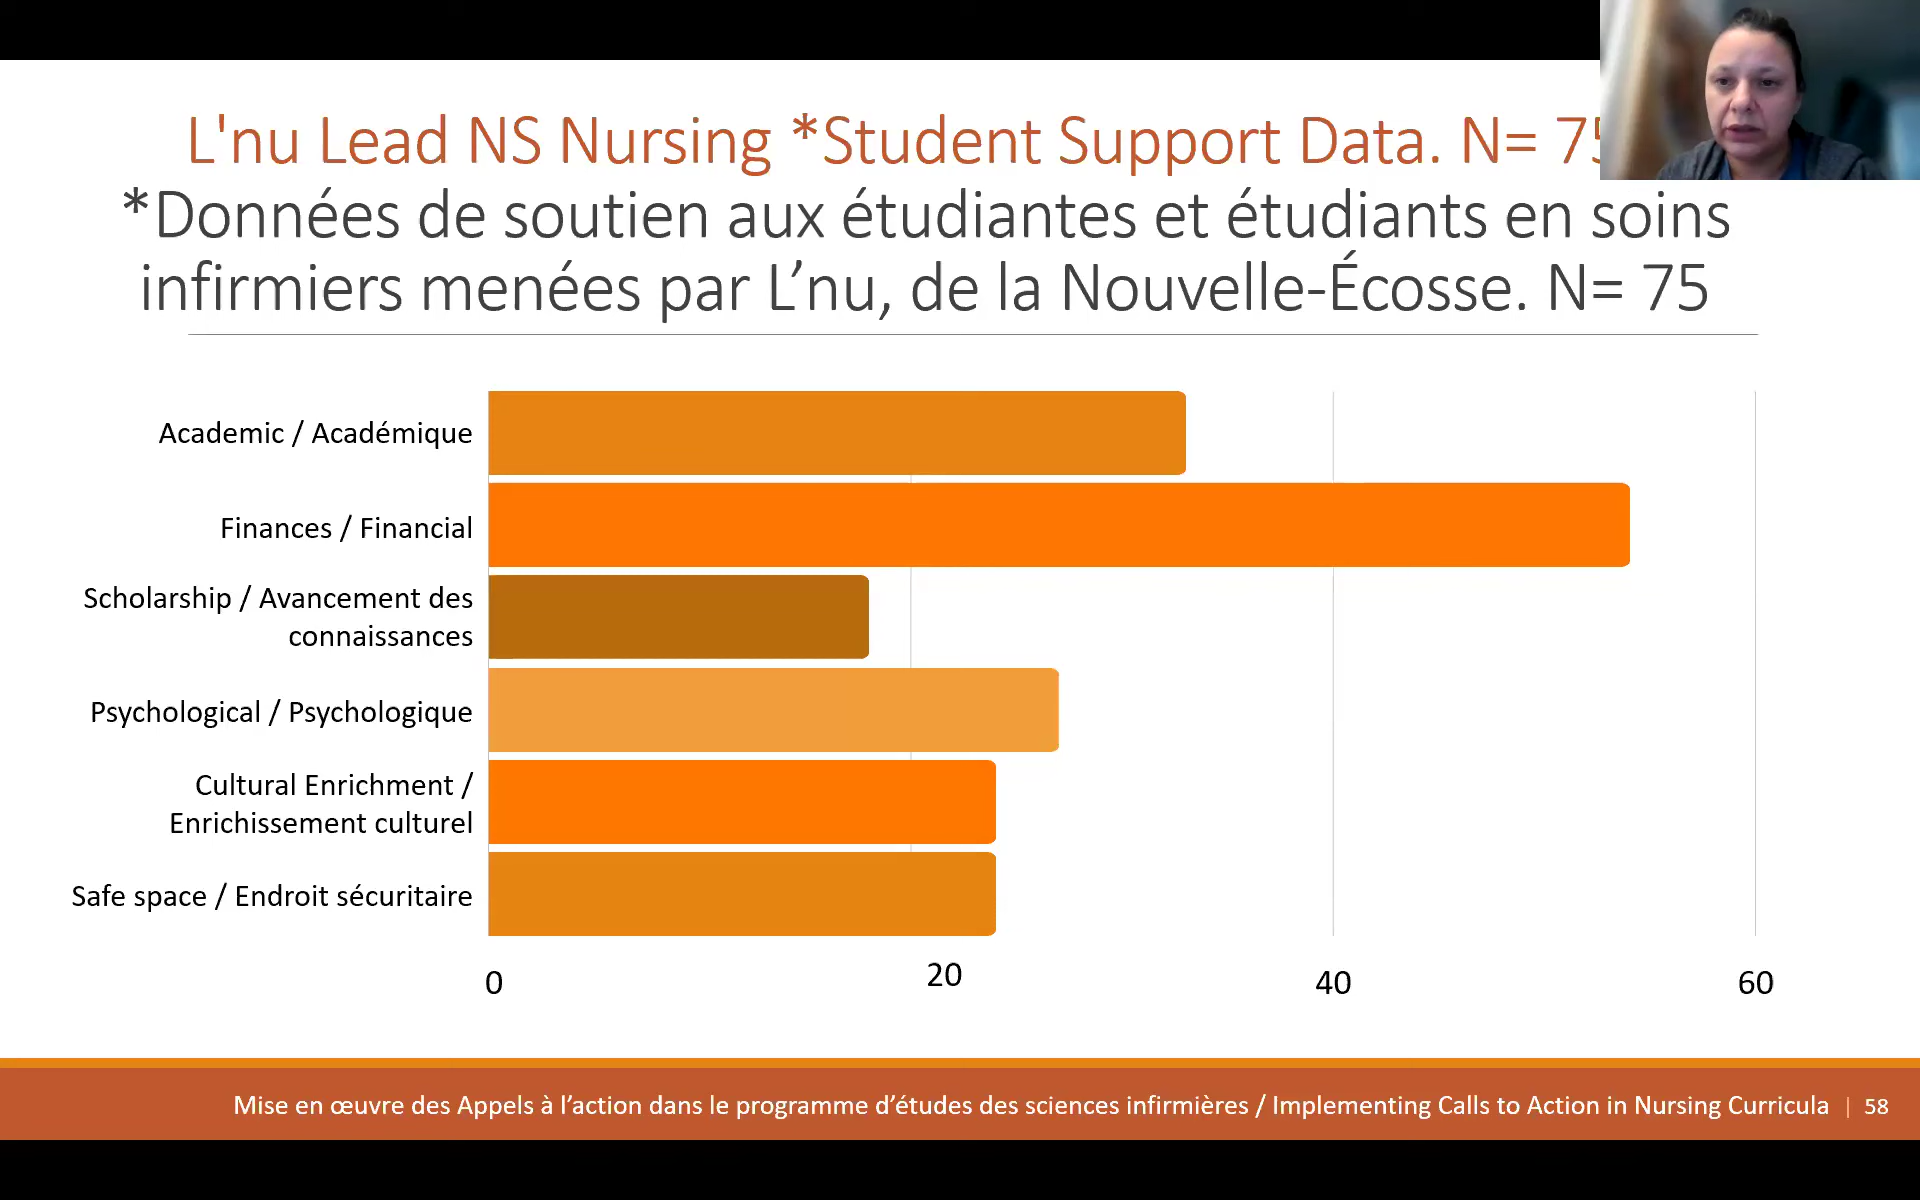 L'nu Lead NS Nursing *Student Support Data. N= 75
*Données de soutien aux étudiantes et étudiants en soins
infirmiers menées par L’nu, de la Nouvelle-Écosse. N= 75
Academic / Académique
Finances / Financial
Scholarship / Avancement des
connaissances
Psychological / Psychologique
Cultural Enrichment /
Enrichissement culturel
Safe space / Endroit sécuritaire
0 20 40 60
Mise en œuvre des Appels à l’action dans le programme d’études des sciences infirmières / Implementing Calls to Action in Nursing Curricula | 58